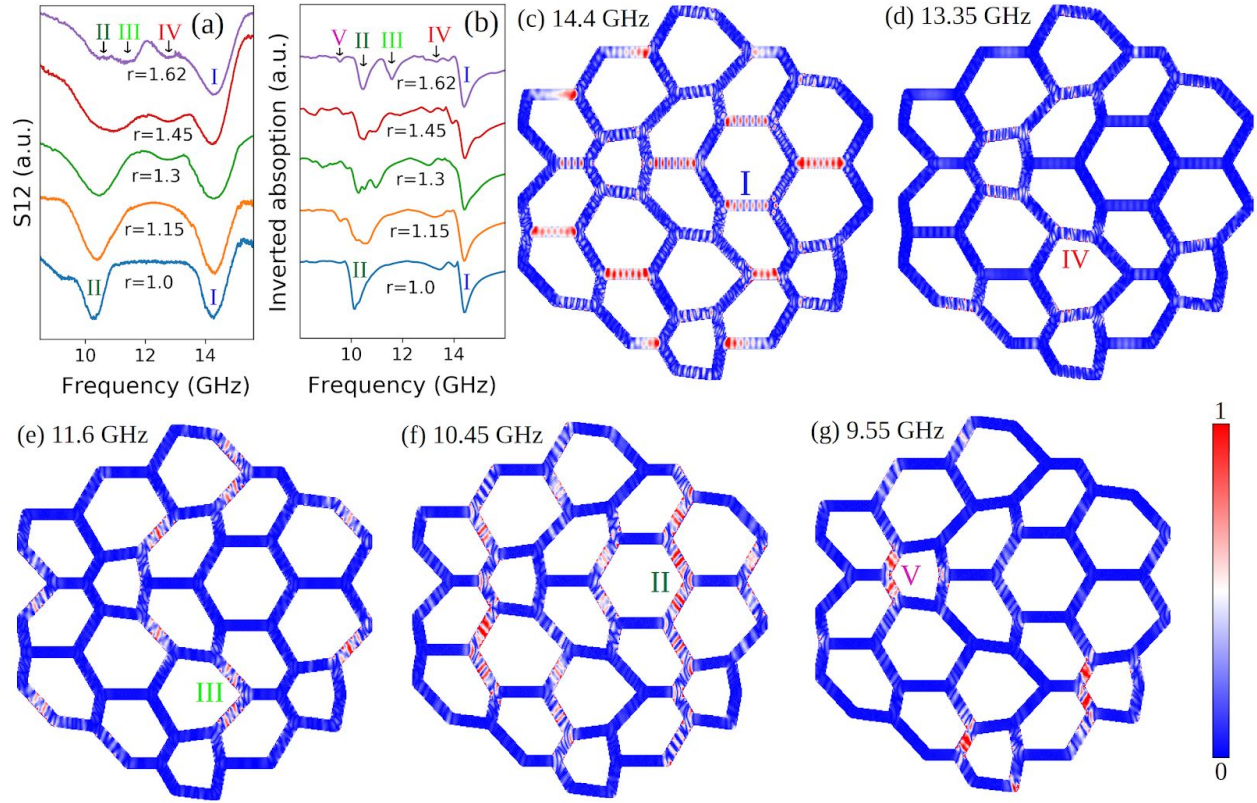 (a)
II III IV
I
r=1.62
r=1.45
r=1.3
r=1.15
II
r=1.0
I
S12 (a.u.)
10 12 14
Frequency (GHz)
(b)
V II III IV
I
r=1.62
r=1.45
r=1.3
r=1.15
II
r=1.0
I
Inverted absoption (a.u.)
10 12 14
Frequency (GHz)
(c) 14.4 GHz
I
(d) 13.35 GHz
IV
(e) 11.6 GHz
III
(f) 10.45 GHz
II
(g) 9.55 GHz
V
1
0